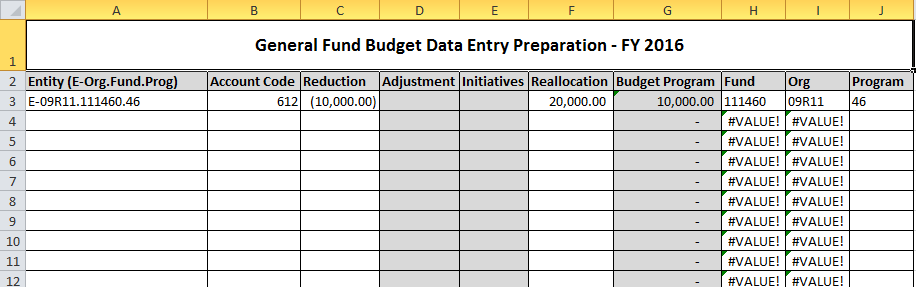 A B C D E F G H I J
1 General Fund Budget Data Entry Preparation - FY 2016
2 Entity (E-Org.Fund.Prog) Account Code Reduction Adjustment Initiatives Reallocation Budget Program Fund Org Program
3 E-09R11.111460.46 612 (10,000.00) 20,000.00 10,000.00 111460 09R11 46
4 - #VALUE! #VALUE!
5 - #VALUE! #VALUE!
6 - #VALUE! #VALUE!
7 - #VALUE! #VALUE!
8 - #VALUE! #VALUE!
9 - #VALUE! #VALUE!
10 - #VALUE! #VALUE!
11 - #VALUE! #VALUE!
12 - #VALUE! #VALUE!